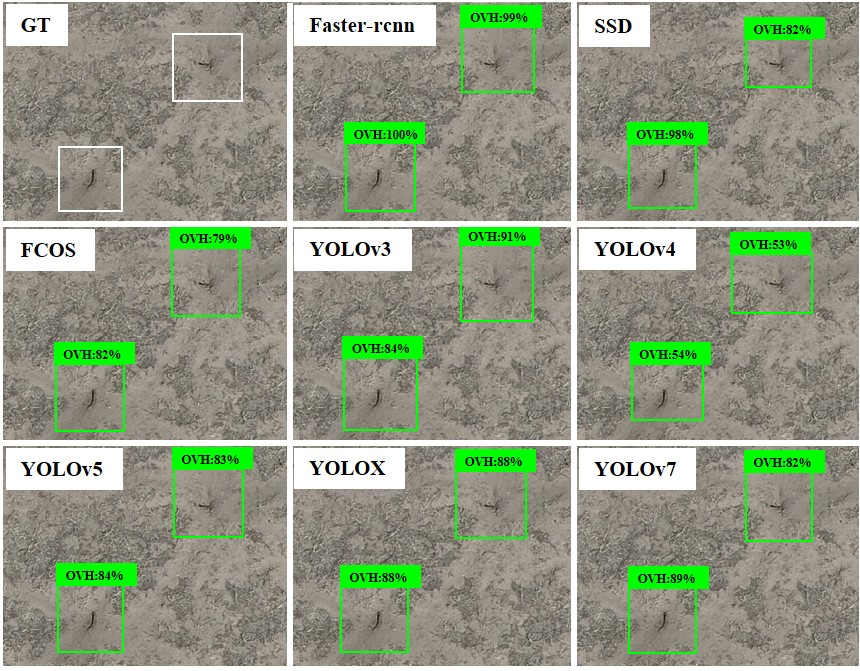 GT
Faster-rcnn
OVH:99%
OVH:100%
SSD
OVH:82%
OVH:98%
FCOS
OVH:79%
OVH:82%
YOLOv3
OVH:91%
OVH:84%
YOLOv4
OVH:53%
OVH:54%
YOLOv5
OVH:83%
OVH:84%
YOLOX
OVH:88%
OVH:88%
YOLOv7
OVH:82%
OVH:89%